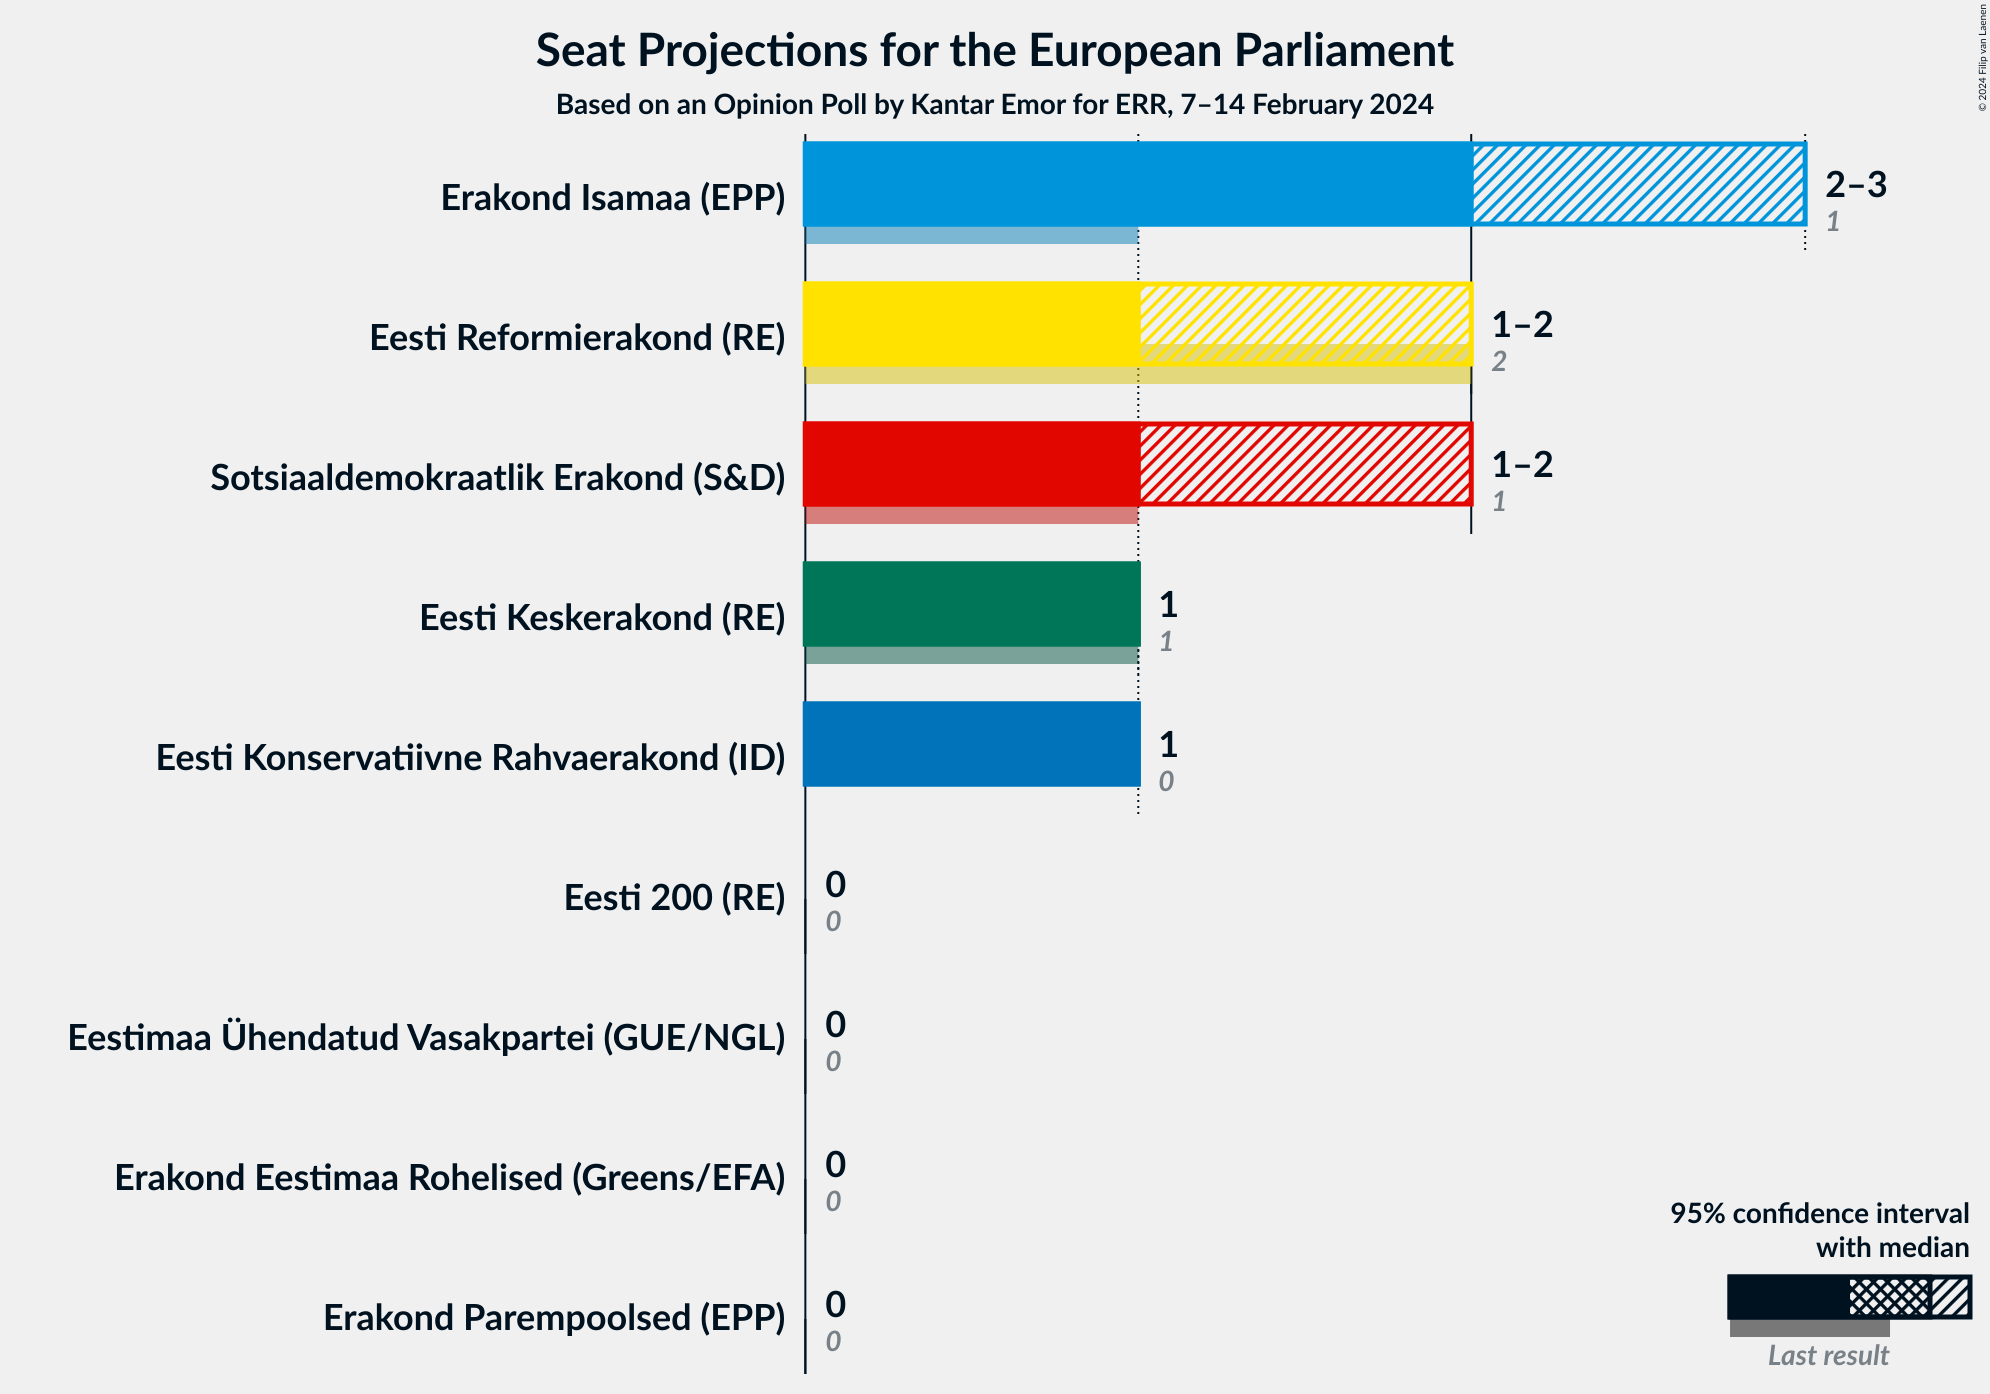 Seat Projections for the European Parliament
Based on an Opinion Poll by Kantar Emor for ERR, 7–14 February 2024
© 2024 Filip van Laenen
Erakond Isamaa (EPP)
2–3
1
Eesti Reformierakond (RE)
1–2
2
Sotsiaaldemokraatlik Erakond (S&D)
1–2
1
Eesti Keskerakond (RE)
1
1
Eesti Konservatiivne Rahvaerakond (ID)
1
0
Eesti 200 (RE)
0
0
Eestimaa Ühendatud Vasakpartei (GUE/NGL)
0
0
Erakond Eestimaa Rohelised (Greens/EFA)
0
0
Erakond Parempoolsed (EPP)
0
0
95% confidence interval
with median
Last result